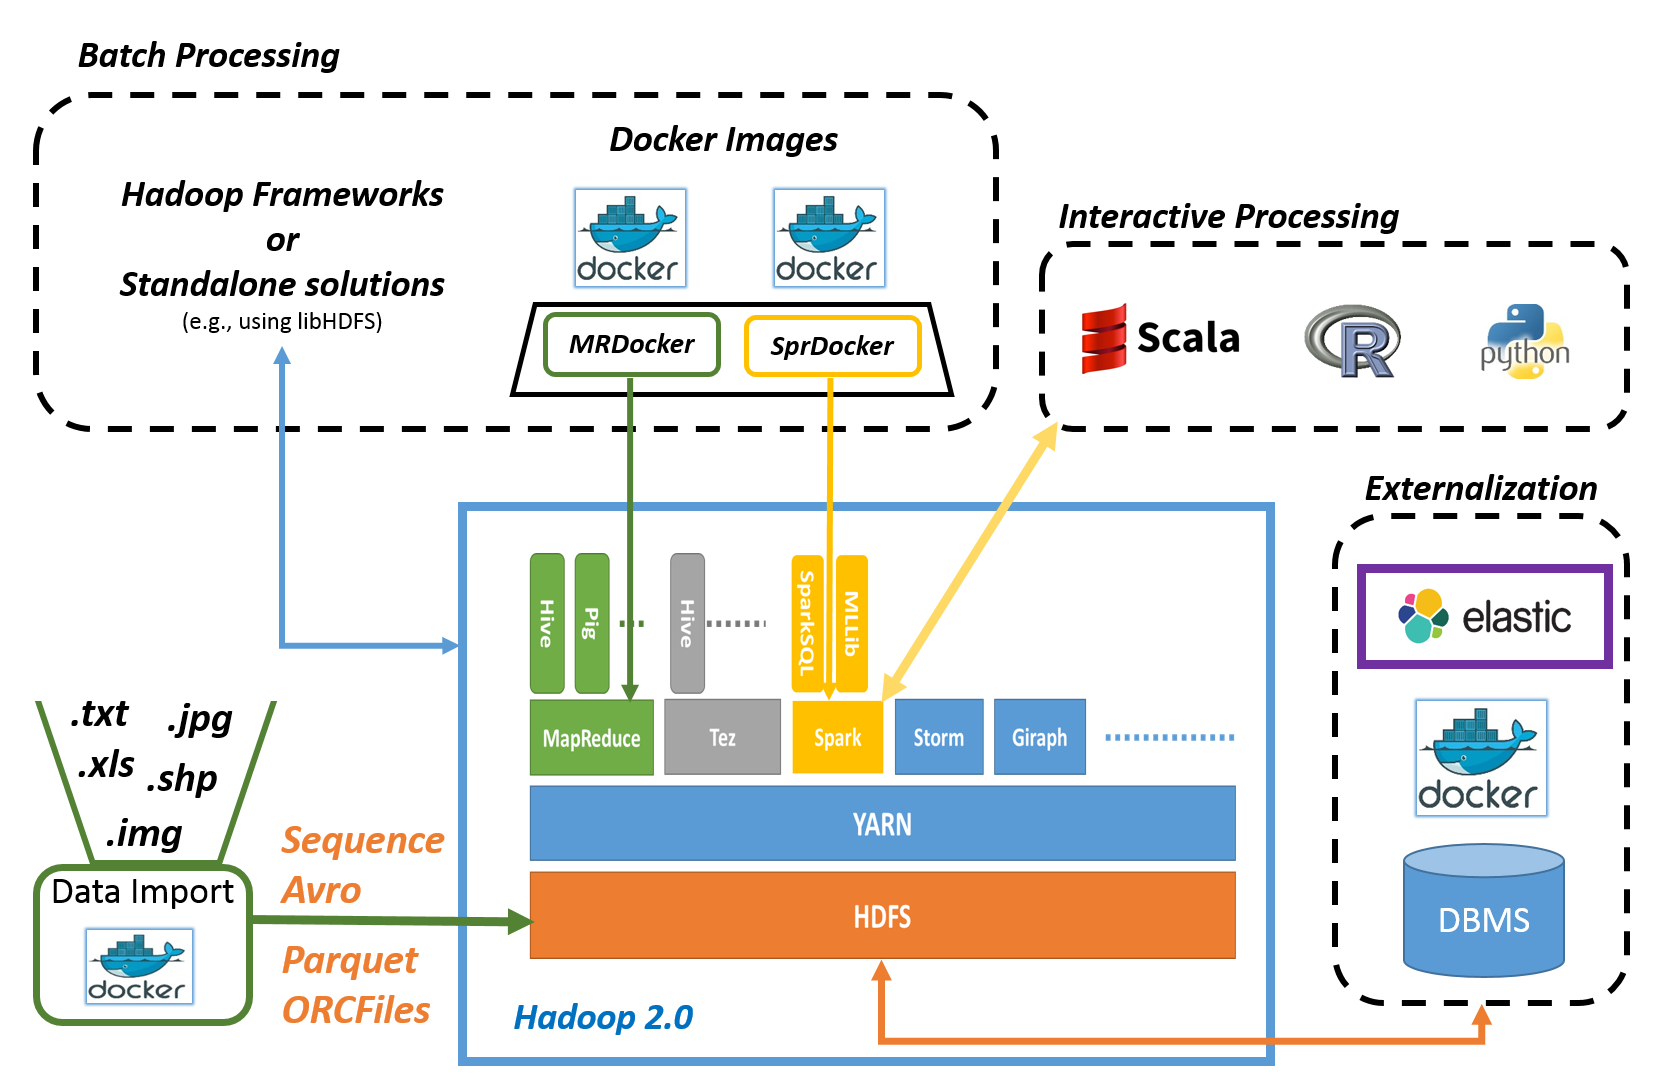 Batch Processing
Docker Images
Hadoop Frameworks
or
Standalone solutions
(e.g., using libHDFS)
docker
docker
MRDocker
SprDocker
Interactive Processing
Scala
R
python
Externalization
elastic
docker
DBMS
Hive
Pig
Hive
SparkSQL
MLLib
MapReduce
Tez
Spark
Storm
Giraph
YARN
HDFS
Hadoop 2.0
.txt
.jpg
.xls
.shp
.img
Data Import
docker
Sequence
Avro
Parquet
ORCFiles